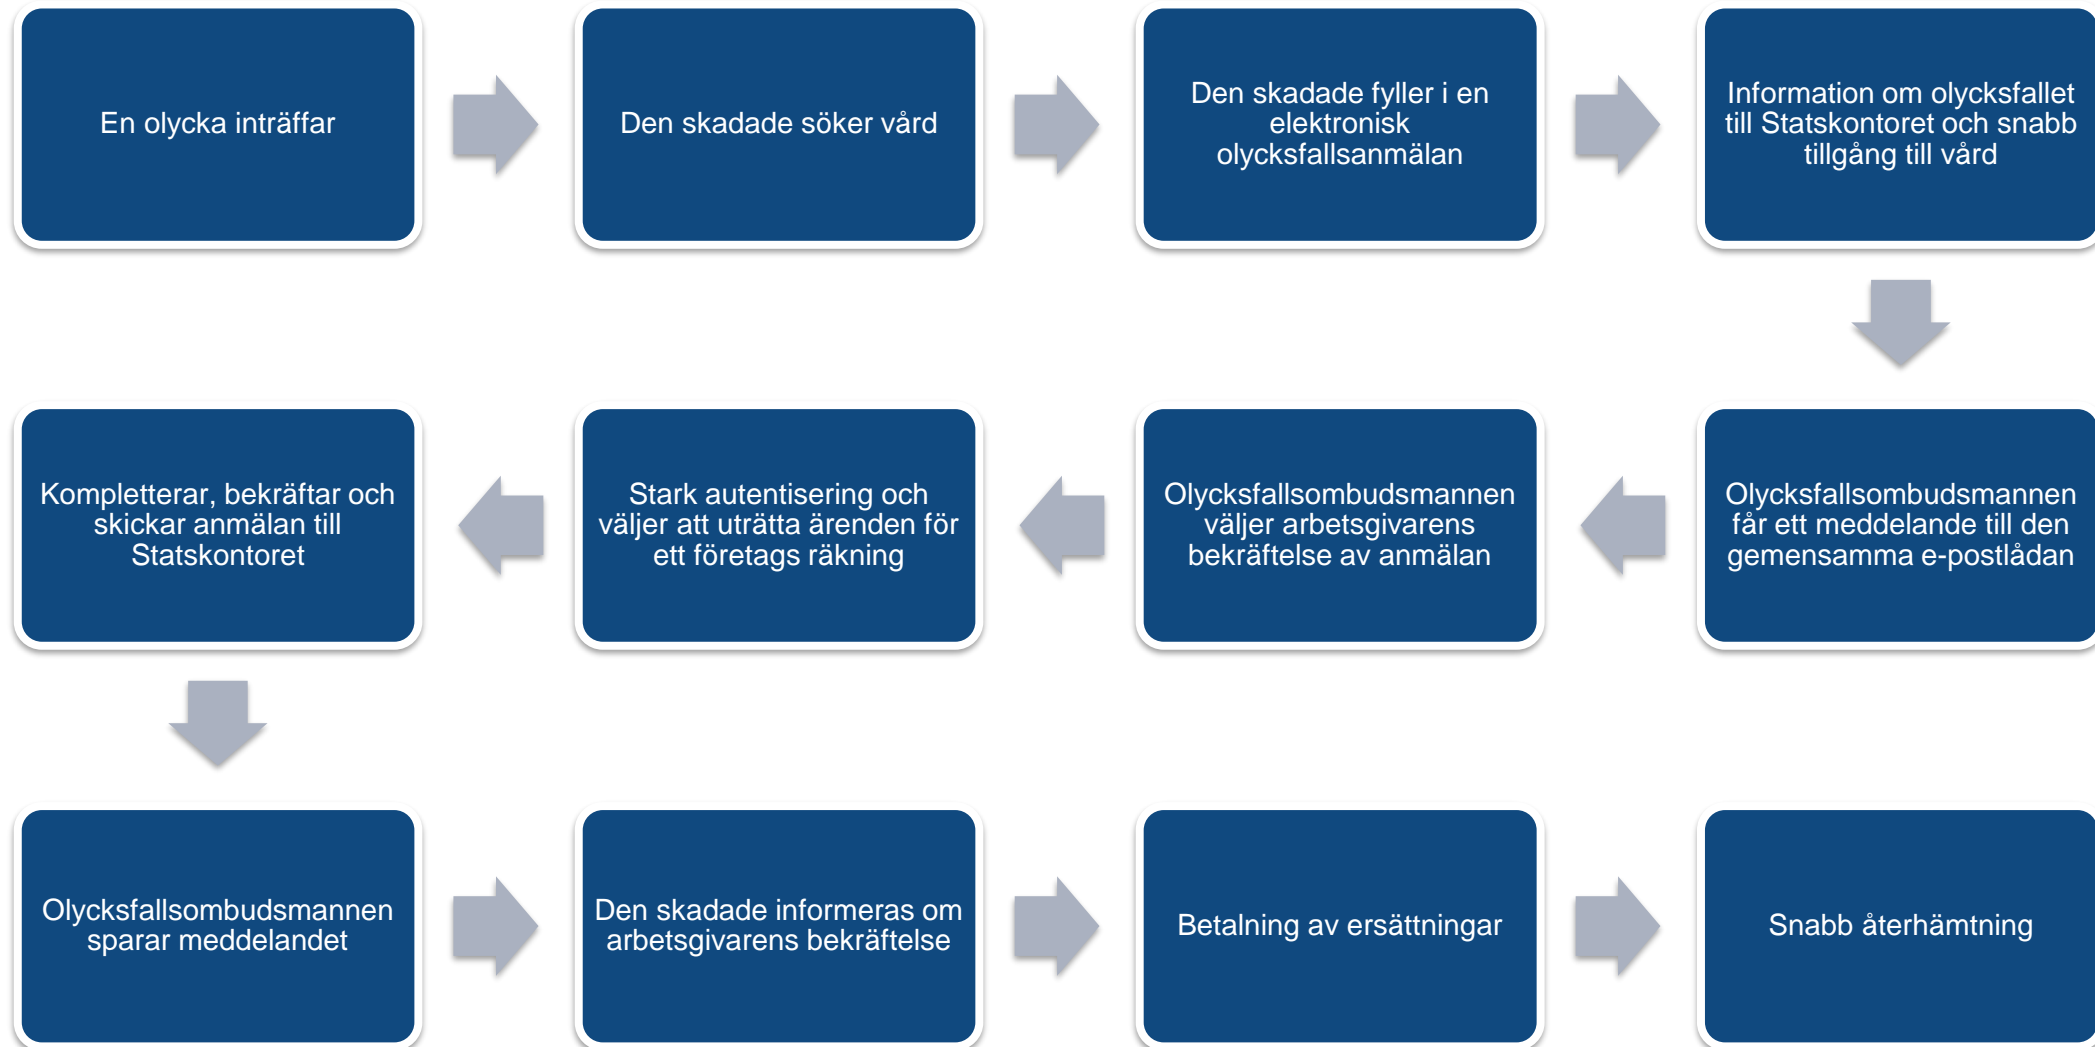 En olycka inträffar
Den skadade söker vård
Den skadade fyller i en
elektronisk
olycksfallsanmälan
Information om olycksfallet
till Statskontoret och snabb
tillgång till vård
Olycksfallsombudsmannen
får ett meddelande till den
gemensamma e-postlådan
Olycksfallsombudsmannen
väljer arbetsgivarens
bekräftelse av anmälan
Stark autentisering och
väljer att uträtta ärenden för
ett företags räkning
Kompletterar, bekräftar och
skickar anmälan till
Statskontoret
Olycksfallsombudsmannen
sparar meddelandet
Den skadade informeras om
arbetsgivarens bekräftelse
Betalning av ersättningar
Snabb återhämtning